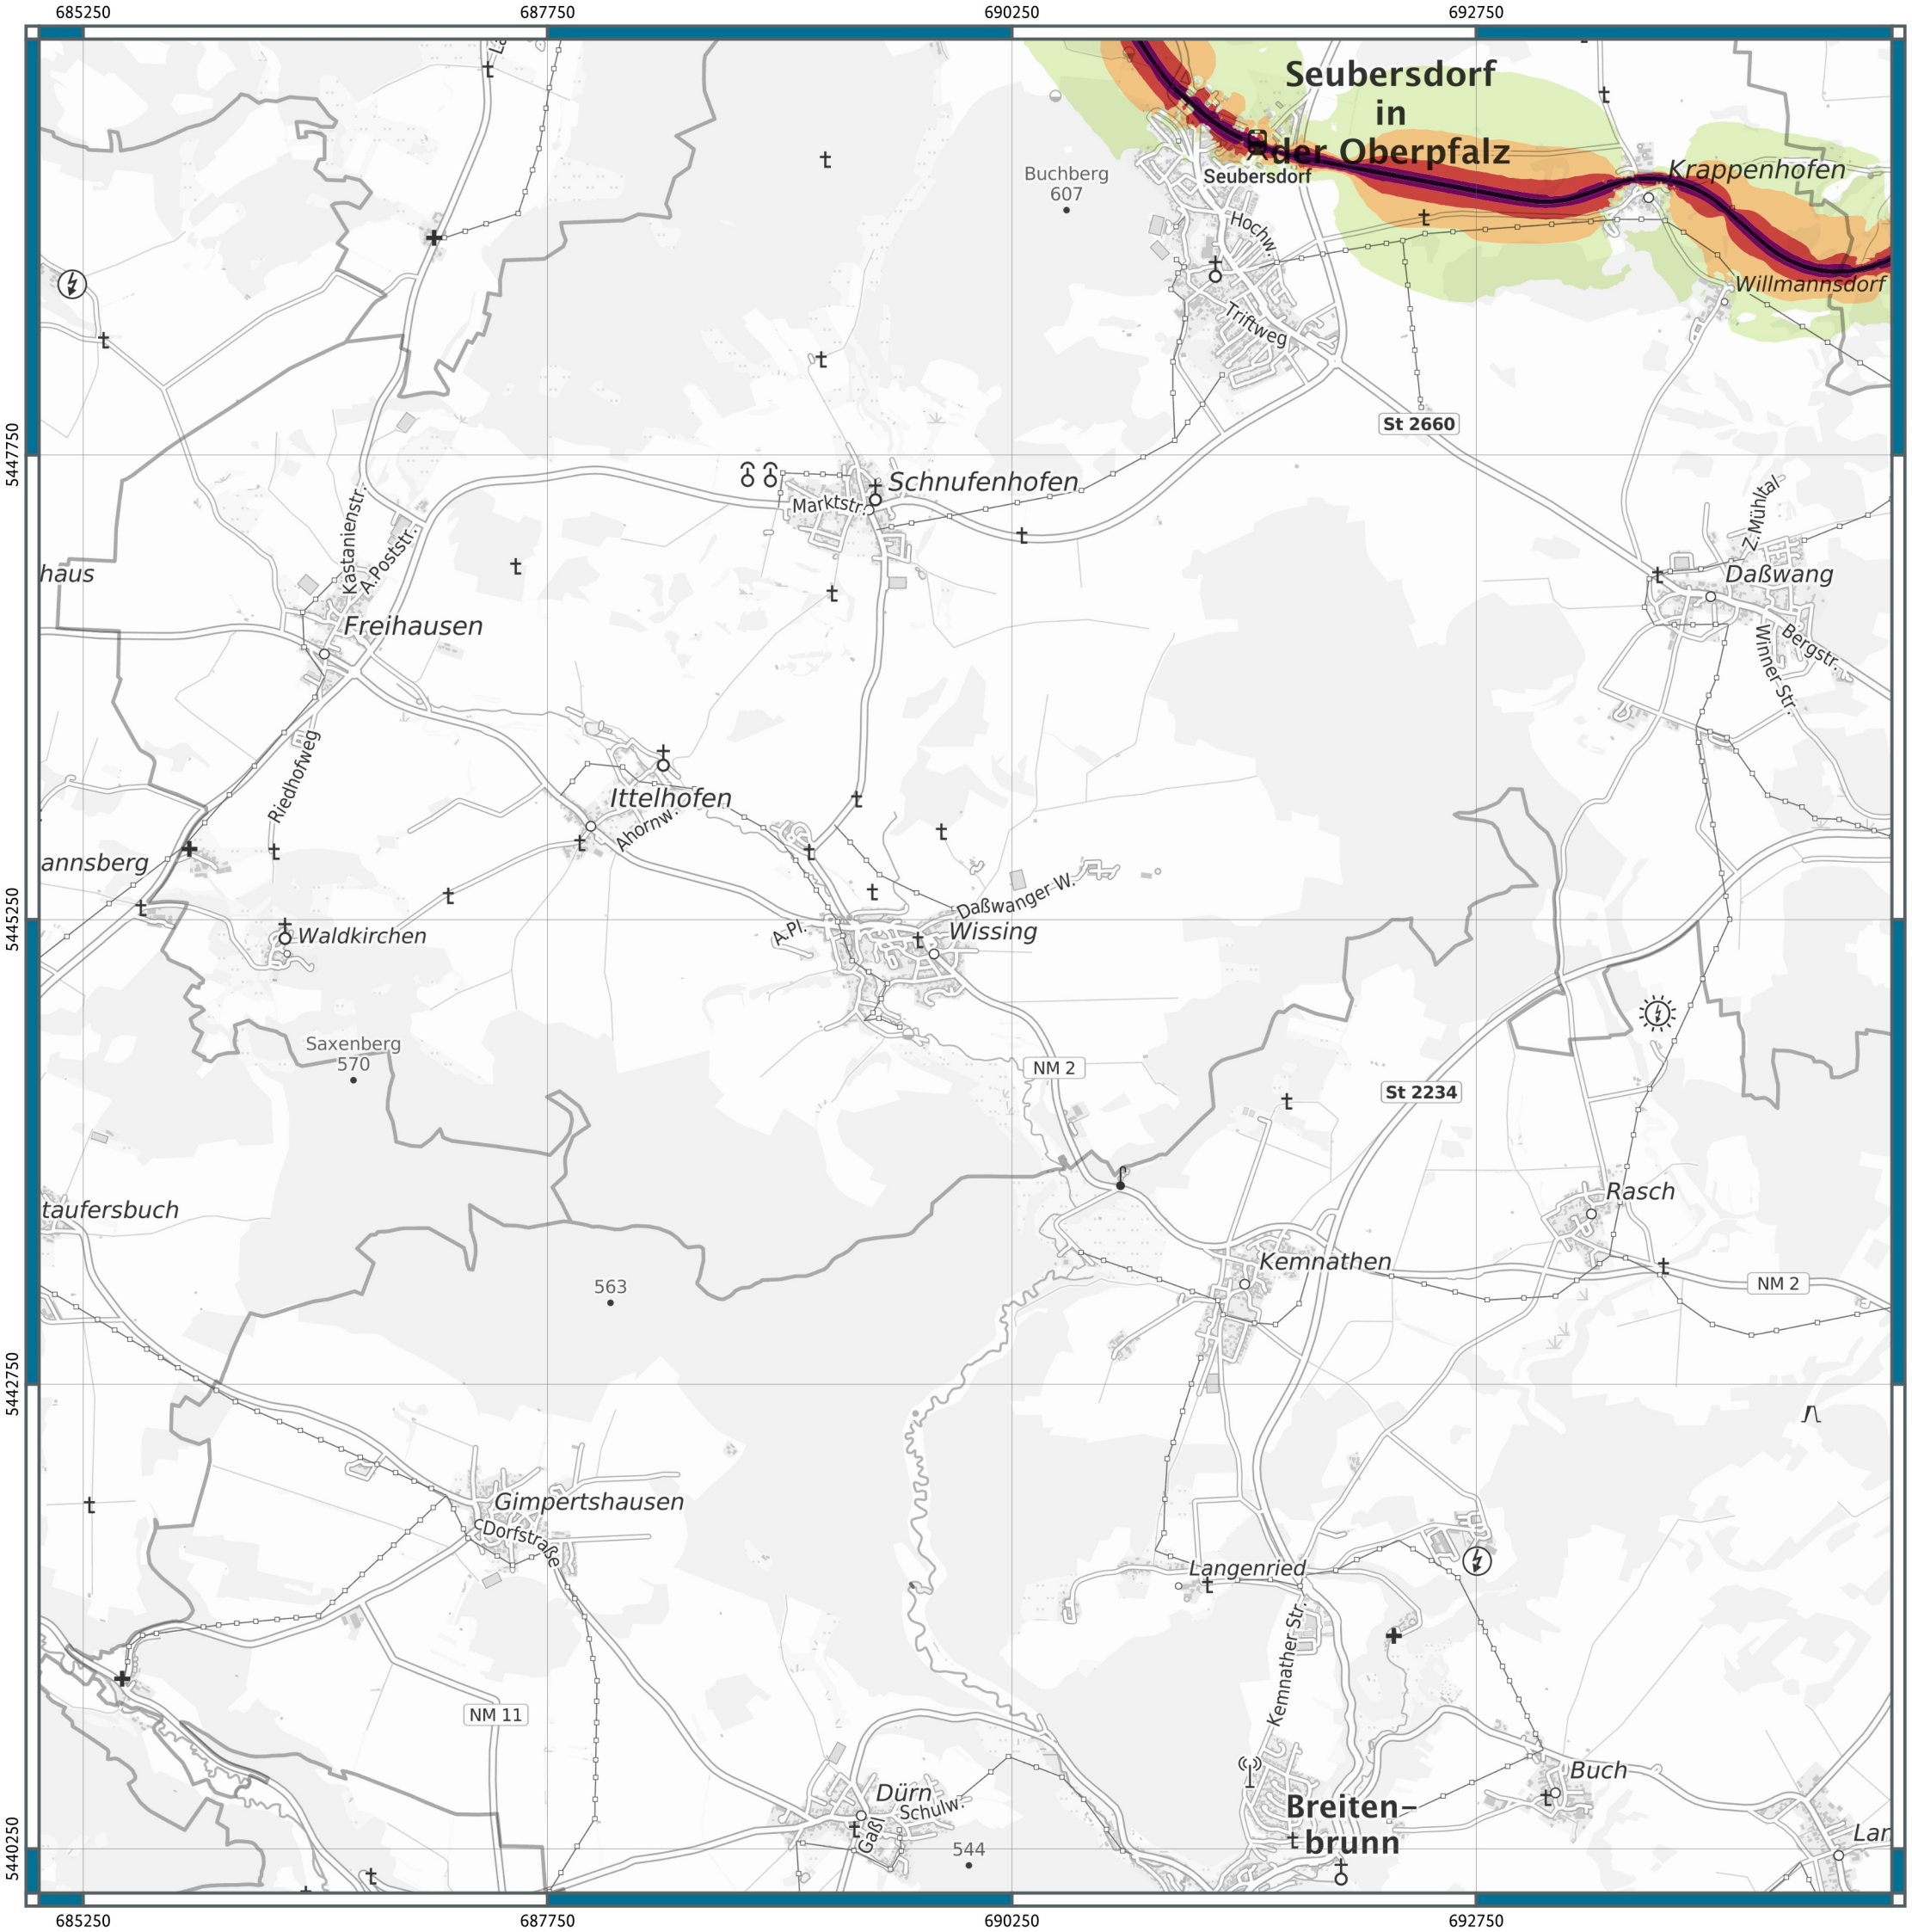 685250
687750
690250
692750
Seubersdorf
in
der Oberpfalz
Seubersdorf
Krappenhofen
Buchberg
607
Hochw.
Willmannsdorf
Triftweg
St 2660
5447750
Schnufenhofen
Marktstr.
Kastanienstr.
A.Poststr.
Z.Mühltal
haus
Daßwang
Freihausen
Bergstr.
Winner Str.
Riedhofweg
Ittelhofen
Ahornw.
annsberg
Daßwanger W.
5445250
A.Pl.
Wissing
Waldkirchen
Saxenberg
570
NM 2
St 2234
taufersbuch
Rasch
Kemnathen
563
NM 2
5442750
Gimpertshausen
Dorfstraße
Langenried
Kemnather Str.
NM 11
Buch
Dürn
Schulw.
Gaßl
Breiten-
brunn
544
Lar
5440250
685250
687750
690250
692750